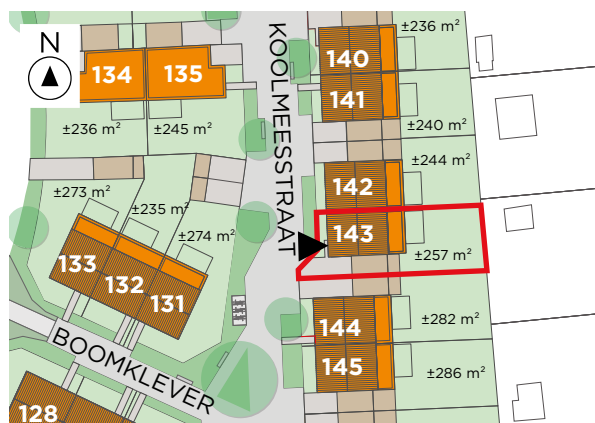 N
134
135
±236 m²
±245 m²
KOOLMEESSTRAAT
±236 m²
140
141
±240 m²
±244 m²
142
143
±257 m²
±273 m²
±235 m²
±274 m²
133
132
131
144
±282 m²
145
±286 m²
BOOMKLEVER
128